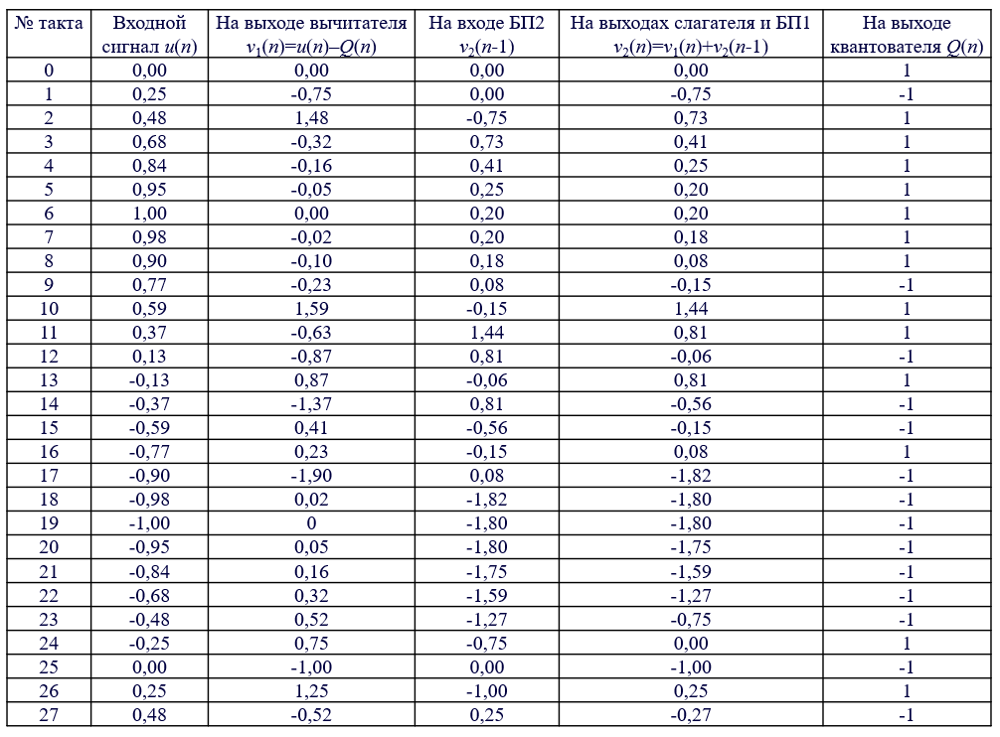 № такта Входной сигнал u(n) На выходе вычитателя v₁(n)=u(n)–Q(n) На входе БП2 v₂(n-1) На выходах слагателя и БП1 v₂(n)=v₁(n)+v₂(n-1) На выходе квантователя Q(n)
0 0,00 0,00 0,00 0,00 1
1 0,25 -0,75 0,00 -0,75 -1
2 0,48 1,48 -0,75 0,73 1
3 0,68 -0,32 0,73 0,41 1
4 0,84 -0,16 0,41 0,25 1
5 0,95 -0,05 0,25 0,20 1
6 1,00 0,00 0,20 0,20 1
7 0,98 -0,02 0,20 0,18 1
8 0,90 -0,10 0,18 0,08 1
9 0,77 -0,23 0,08 -0,15 -1
10 0,59 1,59 -0,15 1,44 1
11 0,37 -0,63 1,44 0,81 1
12 0,13 -0,87 0,81 -0,06 -1
13 -0,13 0,87 -0,06 0,81 1
14 -0,37 -1,37 0,81 -0,56 -1
15 -0,59 0,41 -0,56 -0,15 -1
16 -0,77 0,23 -0,15 0,08 1
17 -0,90 -1,90 0,08 -1,82 -1
18 -0,98 0,02 -1,82 -1,80 -1
19 -1,00 0 -1,80 -1,80 -1
20 -0,95 0,05 -1,80 -1,75 -1
21 -0,84 0,16 -1,75 -1,59 -1
22 -0,68 0,32 -1,59 -1,27 -1
23 -0,48 0,52 -1,27 -0,75 -1
24 -0,25 0,75 -0,75 0,00 1
25 0,00 -1,00 0,00 -1,00 -1
26 0,25 1,25 -1,00 0,25 1
27 0,48 -0,52 0,25 -0,27 -1